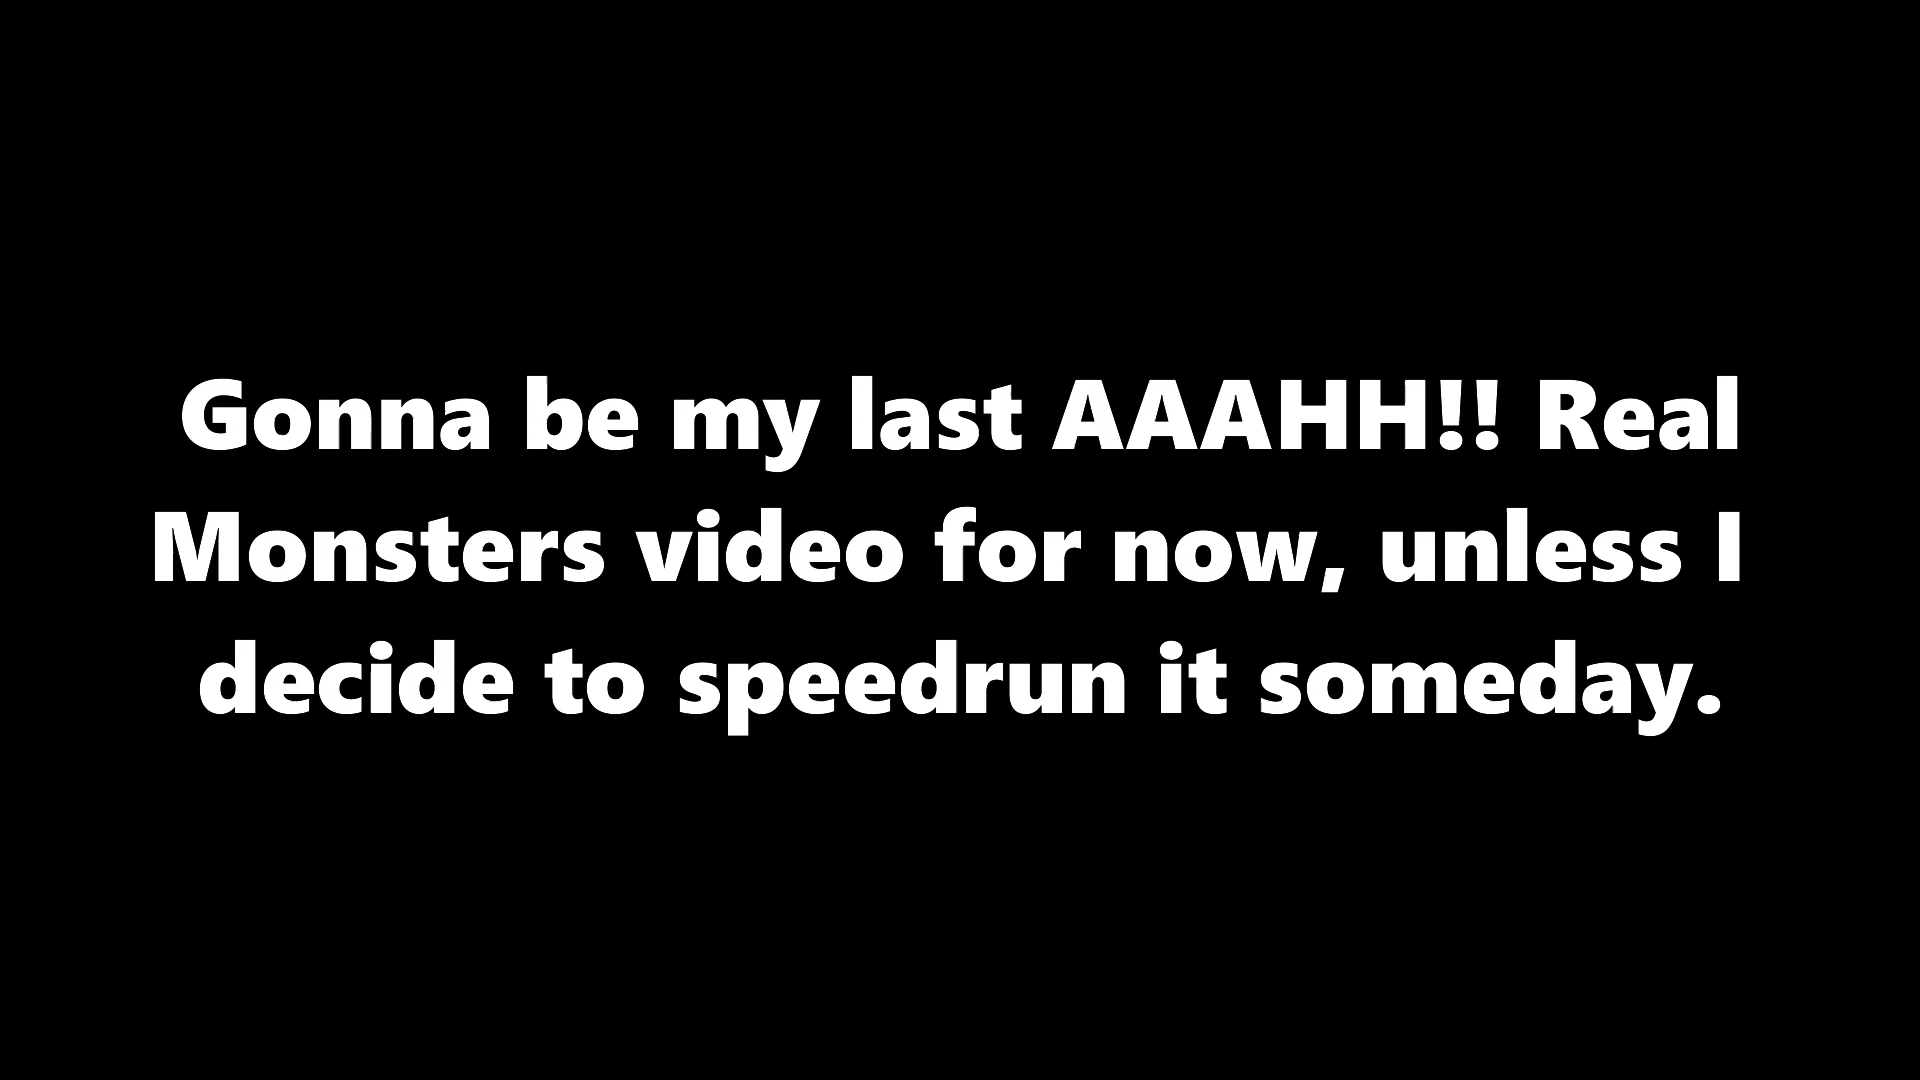 Gonna be my last AAAHH!! Real
Monsters video for now, unless I
decide to speedrun it someday.